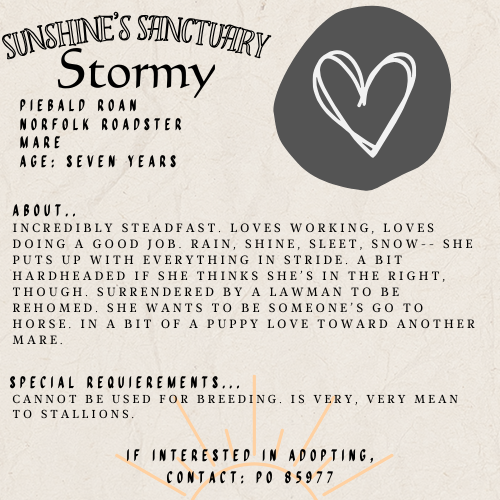 SUNSHINE'S SANCTUARY
Stormy
PIEBALD ROAN
NORFOLK ROADSTER
MARE
AGE: SEVEN YEARS
ABOUT..
INCREDIBLY STEADFAST. LOVES WORKING, LOVES
DOING A GOOD JOB. RAIN, SHINE, SLEET, SNOW-- SHE
PUTS UP WITH EVERYTHING IN STRIDE. A BIT
HARDHEADED IF SHE THINKS SHE'S IN THE RIGHT,
THOUGH. SURRENDERED BY A LAWMAN TO BE
REHOMED. SHE WANTS TO BE SOMEONE'S GO TO
HORSE. IN A BIT OF A PUPPY LOVE TOWARD ANOTHER
MARE.
SPECIAL REQUIEREMENTS...
CANNOT BE USED FOR BREEDING. IS VERY, VERY MEAN
TO STALLIONS.
IF INTERESTED IN ADOPTING,
CONTACT: PO 85977